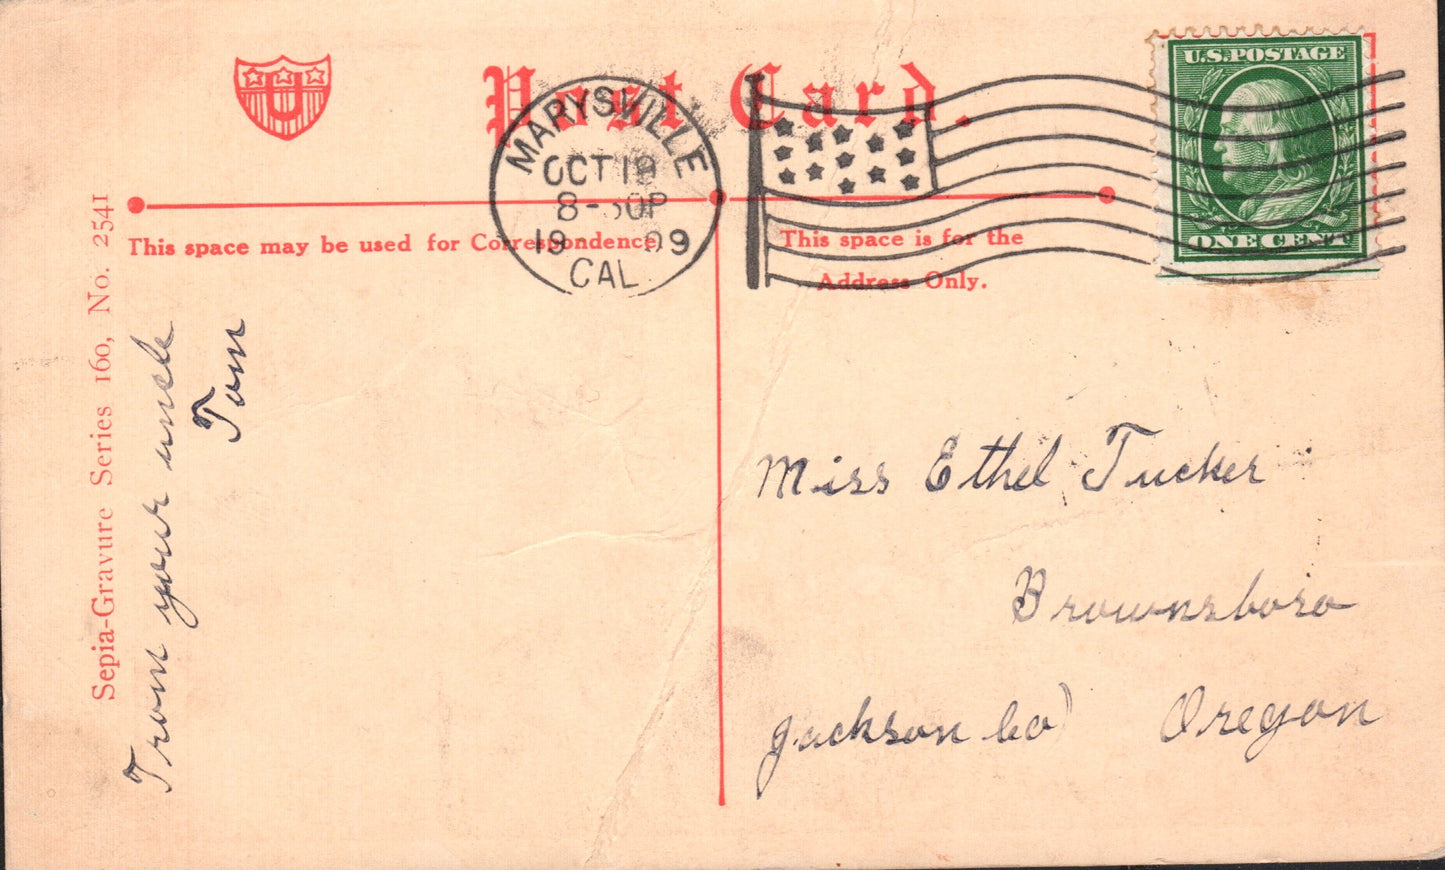 U
Post Card.
U.S. POSTAGE
ONE CENT
MARYSVILLE
OCT 19
8-30P
19 09
CAL.
This space may be used for Correspondence.
This space is for the
Address Only.
Sepia-Gravure Series 160, No. 2541
From your uncle
Tom
Miss Ethel Tucker
Brownsboro
Jackson Co Oregon